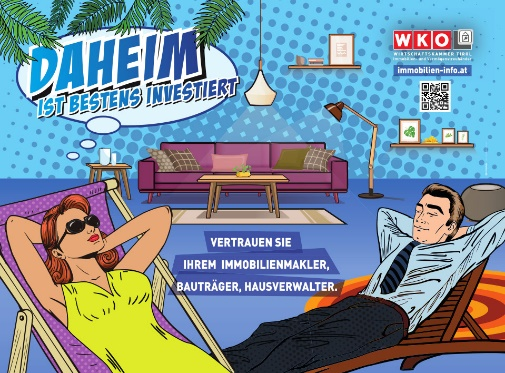 DAHEIM
IST BESTENS INVESTIERT
WKO
WIRTSCHAFTSKAMMER TIROL
immobilien-info.at
VERTRAUEN SIE
IHREM IMMOBILIENMAKLER,
BAUTRÄGER, HAUSVERWALTER.